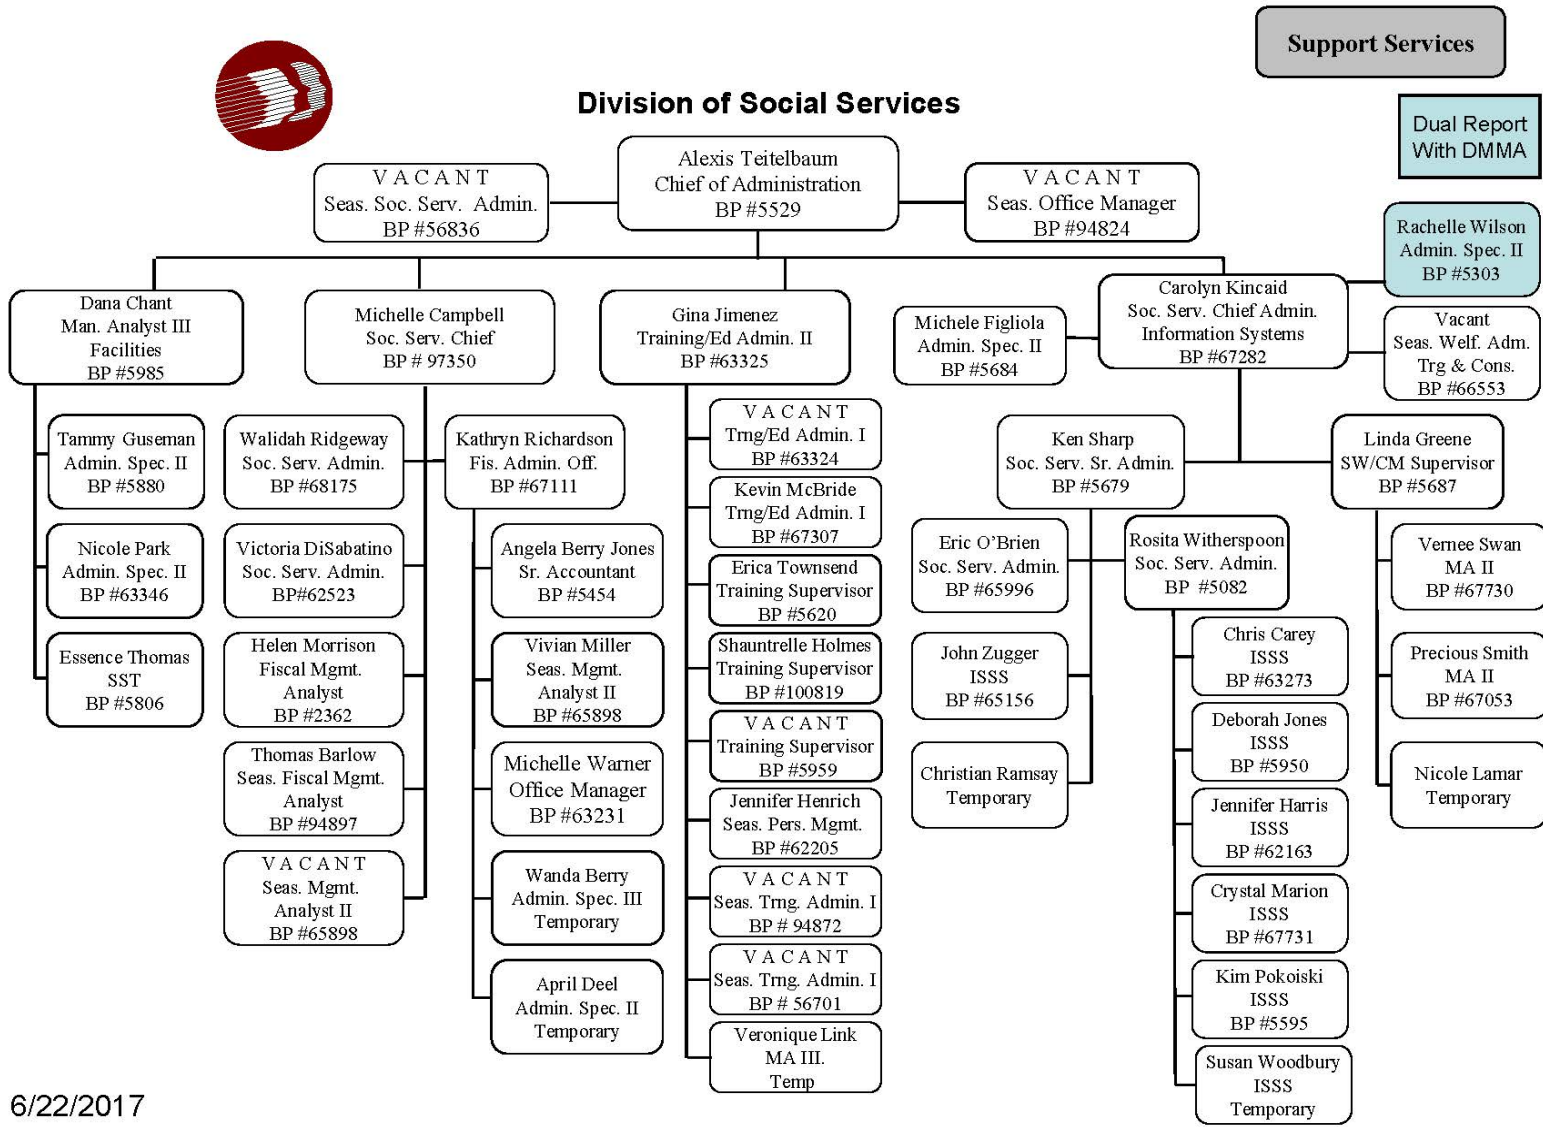 Support Services
Division of Social Services
Dual Report
With DMMA
Alexis Teitelbaum
Chief of Administration
BP #5529
V A C A N T
Seas. Soc. Serv. Admin.
BP #56836
V A C A N T
Seas. Office Manager
BP #94824
Rachelle Wilson
Admin. Spec. II
BP #5303
Dana Chant
Man. Analyst III
Facilities
BP #5985
Michelle Campbell
Soc. Serv. Chief
BP # 97350
Gina Jimenez
Training/Ed Admin. II
BP #63325
Michele Figliola
Admin. Spec. II
BP #5684
Carolyn Kincaid
Soc. Serv. Chief Admin.
Information Systems
BP #67282
Vacant
Seas. Welf. Adm.
Trg & Cons.
BP #66553
Tammy Guseman
Admin. Spec. II
BP #5880
Nicole Park
Admin. Spec. II
BP #63346
Essence Thomas
SST
BP #5806
Walidah Ridgeway
Soc. Serv. Admin.
BP #68175
Victoria DiSabatino
Soc. Serv. Admin.
BP#62523
Helen Morrison
Fiscal Mgmt.
Analyst
BP #2362
Thomas Barlow
Seas. Fiscal Mgmt.
Analyst
BP #94897
V A C A N T
Seas. Mgmt.
Analyst II
BP #65898
Kathryn Richardson
Fis. Admin. Off.
BP #67111
Angela Berry Jones
Sr. Accountant
BP #5454
Vivian Miller
Seas. Mgmt.
Analyst II
BP #65898
Michelle Warner
Office Manager
BP #63231
Wanda Berry
Admin. Spec. III
Temporary
April Deel
Admin. Spec. II
Temporary
V A C A N T
Trng/Ed Admin. I
BP #63324
Kevin McBride
Trng/Ed Admin. I
BP #67307
Erica Townsend
Training Supervisor
BP #5620
Shauntrelle Holmes
Training Supervisor
BP #100819
V A C A N T
Training Supervisor
BP #5959
Jennifer Henrich
Seas. Pers. Mgmt.
BP #62205
V A C A N T
Seas. Trng. Admin. I
BP # 94872
V A C A N T
Seas. Trng. Admin. I
BP # 56701
Veronique Link
MA III.
Temp
Ken Sharp
Soc. Serv. Sr. Admin.
BP #5679
Eric O’Brien
Soc. Serv. Admin.
BP #65996
John Zugger
ISSS
BP #65156
Christian Ramsay
Temporary
Rosita Witherspoon
Soc. Serv. Admin.
BP #5082
Chris Carey
ISSS
BP #63273
Deborah Jones
ISSS
BP #5950
Jennifer Harris
ISSS
BP #62163
Crystal Marion
ISSS
BP #67731
Kim Pokoiski
ISSS
BP #5595
Susan Woodbury
ISSS
Temporary
Linda Greene
SW/CM Supervisor
BP #5687
Vernee Swan
MA II
BP #67730
Precious Smith
MA II
BP #67053
Nicole Lamar
Temporary
6/22/2017